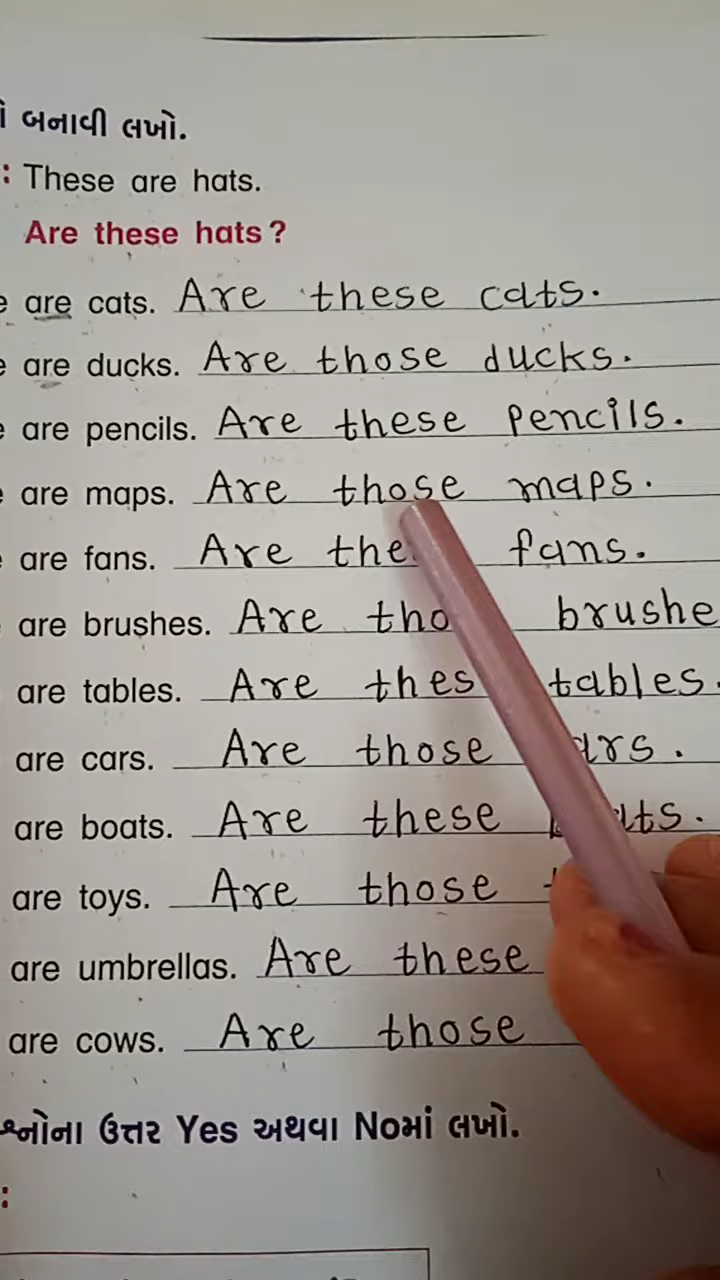 બનાવી લખો.
: These are hats.
Are these hats?
e are cats. Are these cats.
e are ducks. Are those ducks.
e are pencils. Are these pencils.
e are maps. Are those maps.
are fans. Are the fans.
are brushes. Are tho brushe
are tables. Are thes tables.
are cars. Are those ars.
are boats. Are these ats.
are toys. Are those
are umbrellas. Are these
are cows. Are those
શ્નોના ઉત્તર Yes અથવા Noમાં લખો.
: